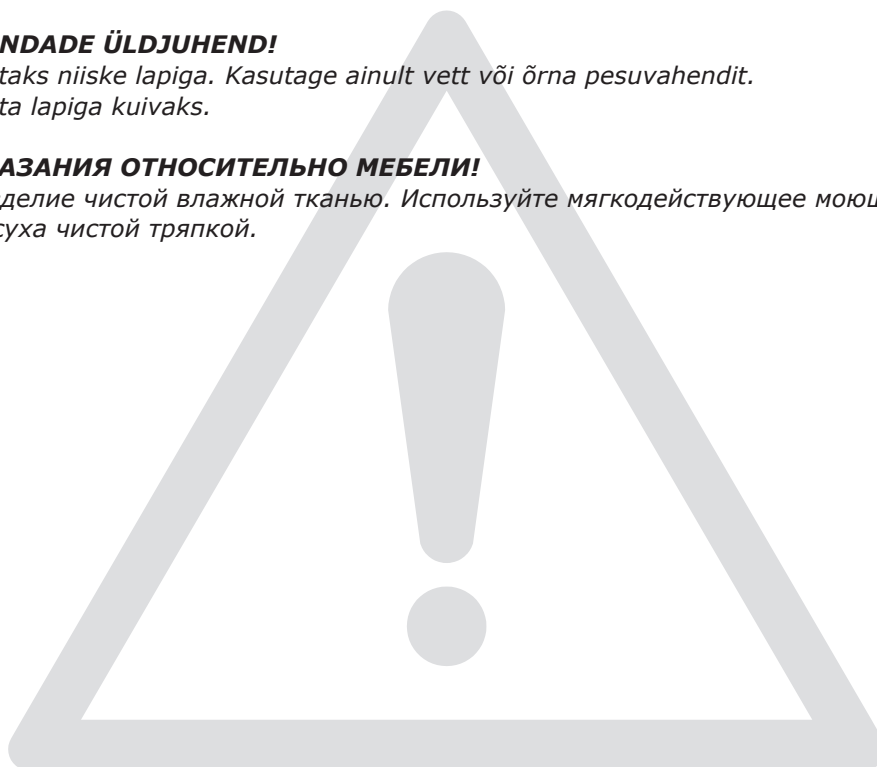 NDADE ÜLDJUHEND!
taks niiske lapiga. Kasutage ainult vett või õrna pesuvahendit.
ta lapiga kuivaks.
АЗАНИЯ ОТНОСИТЕЛЬНО МЕБЕЛИ!
делие чистой влажной тканью. Используйте мягкодействующее моющ
суха чистой тряпкой.